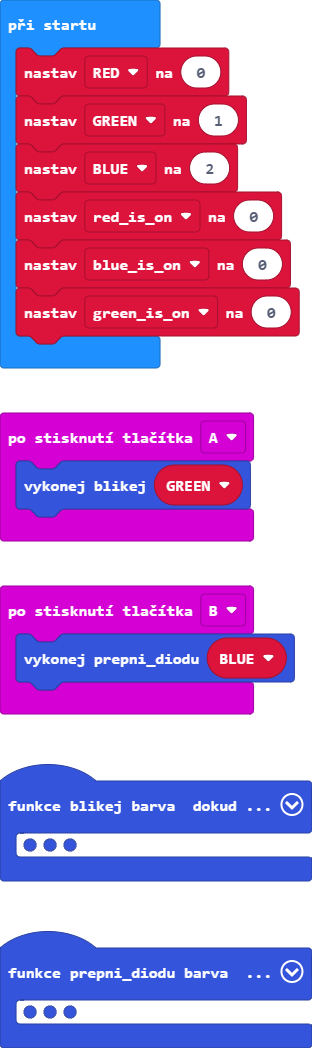 při startu
nastav RED na 0
nastav GREEN na 1
nastav BLUE na 2
nastav red_is_on na 0
nastav blue_is_on na 0
nastav green_is_on na 0
po stisknutí tlačítka A
vykonej blikej GREEN
po stisknutí tlačítka B
vykonej prepni_diodu BLUE
funkce blikej barva dokud ...
funkce prepni_diodu barva ...